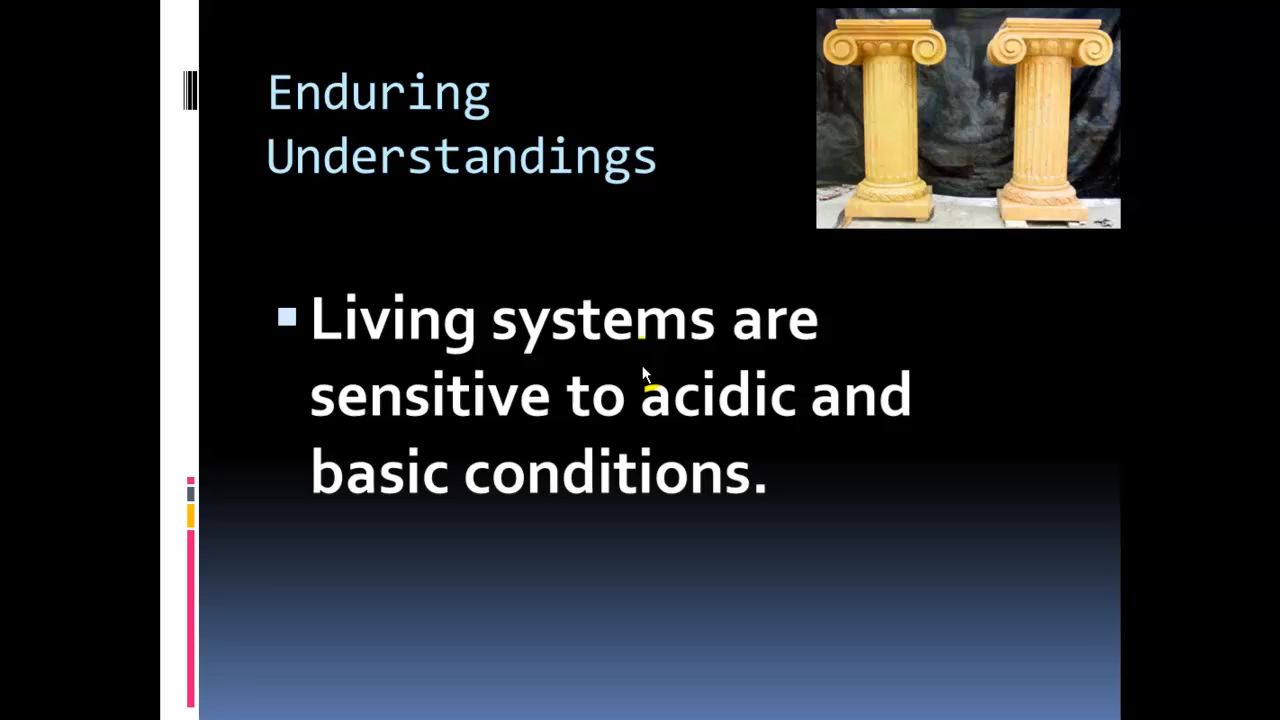 Enduring
Understandings
Living systems are
sensitive to acidic and
basic conditions.